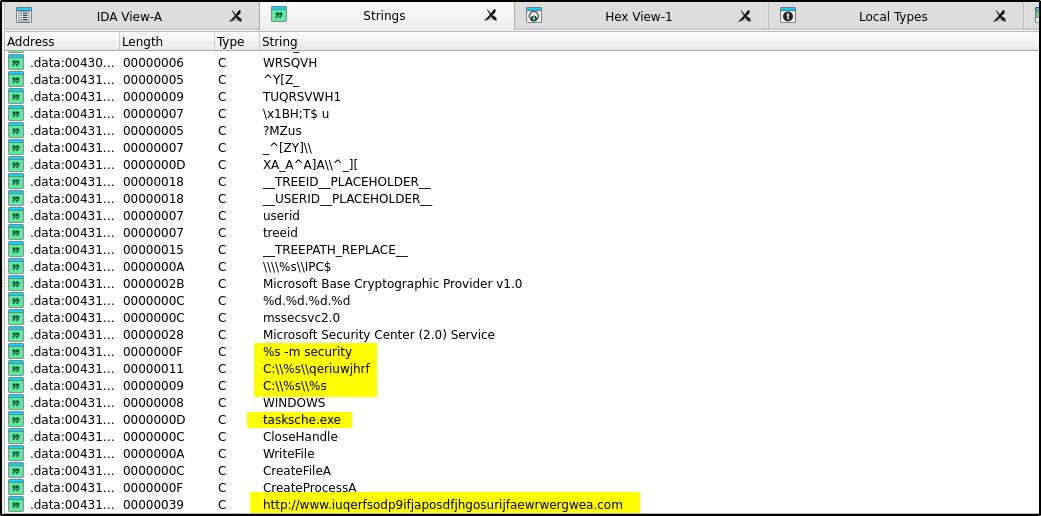 IDA View-A Strings Hex View-1 Local Types
Address Length Type String
.data:00430... 00000006 C WRSQVH
.data:00431... 00000005 C ^Y[Z_
.data:00431... 00000009 C TUQRSVWH1
.data:00431... 00000007 C \x1BH;T$ u
.data:00431... 00000005 C ?MZus
.data:00431... 00000007 C _^[ZY]\\
.data:00431... 0000000D C XA_A^A]A\\^_][
.data:00431... 00000018 C __TREEID__PLACEHOLDER__
.data:00431... 00000018 C __USERID__PLACEHOLDER__
.data:00431... 00000007 C userid
.data:00431... 00000007 C treeid
.data:00431... 00000015 C __TREEPATH_REPLACE__
.data:00431... 0000000A C \\\\%s\\IPC$
.data:00431... 0000002B C Microsoft Base Cryptographic Provider v1.0
.data:00431... 0000000C C %d.%d.%d.%d
.data:00431... 0000000C C mssecsvc2.0
.data:00431... 00000028 C Microsoft Security Center (2.0) Service
.data:00431... 0000000F C %s -m security
.data:00431... 00000011 C C:\\%s\\qeriuwjhrf
.data:00431... 00000009 C C:\\%s\\%s
.data:00431... 00000008 C WINDOWS
.data:00431... 0000000D C tasksche.exe
.data:00431... 0000000C C CloseHandle
.data:00431... 0000000A C WriteFile
.data:00431... 0000000C C CreateFileA
.data:00431... 0000000F C CreateProcessA
.data:00431... 00000039 C http://www.iuqerfsodp9ifjaposdfjhgosurijfaewrwergwea.com